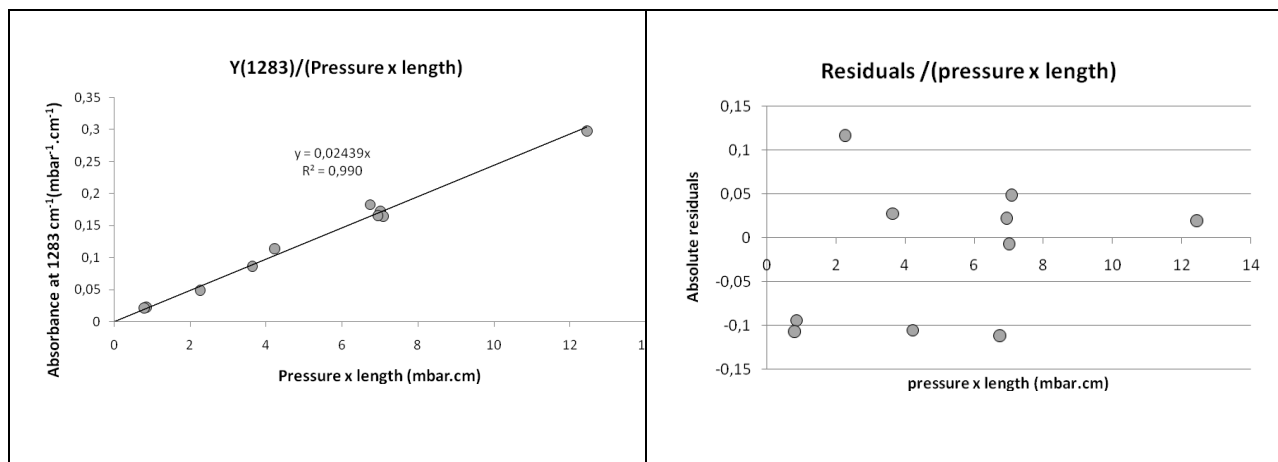 Y(1283)/(Pressure x length)
0,35
0,3
0,25
0,2
0,15
0,1
0,05
0
Absorbance at 1283 cm⁻¹(mbar⁻¹.cm⁻¹)
y = 0,02439x
R² = 0,990
0 2 4 6 8 10 12
Pressure x length (mbar.cm)
Residuals /(pressure x length)
0,15
0,1
0,05
0
-0,05
-0,1
-0,15
Absolute residuals
0 2 4 6 8 10 12 14
pressure x length (mbar.cm)